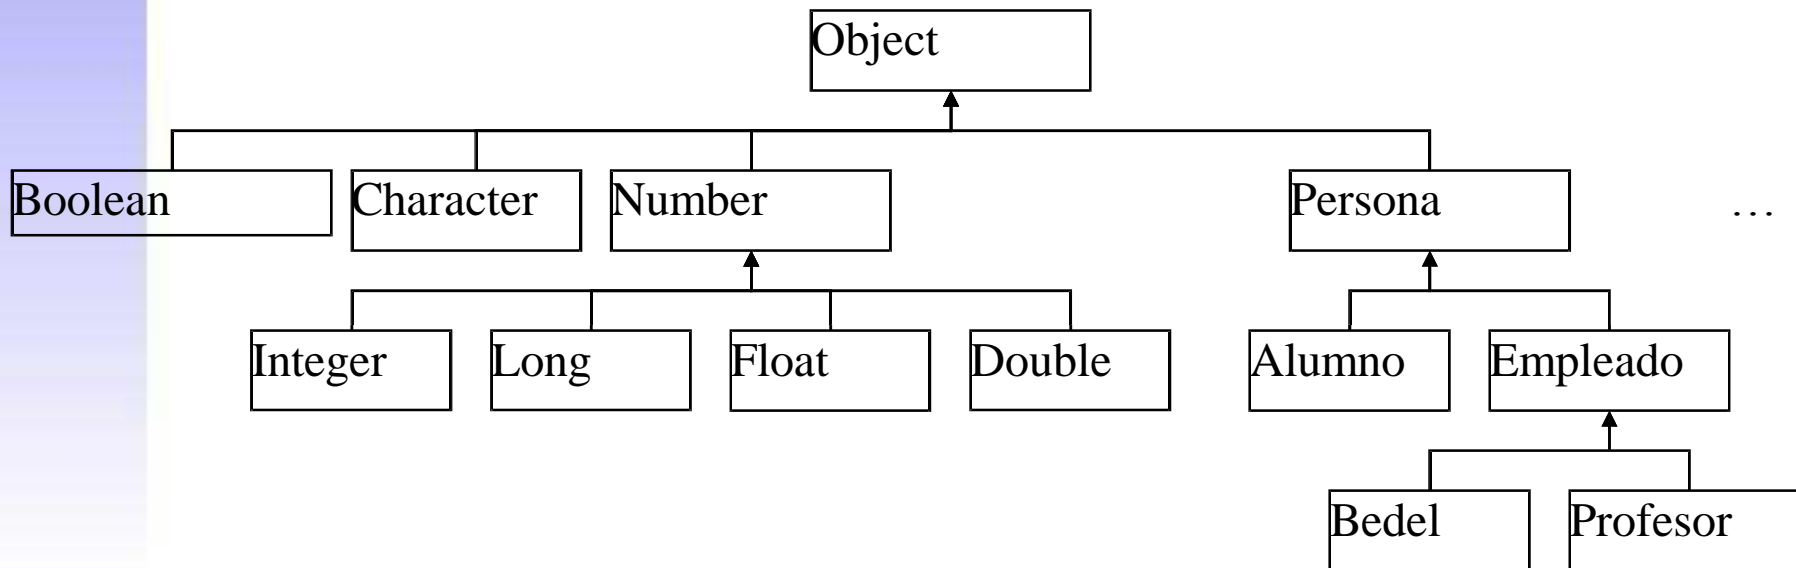 Object
Boolean Character Number Persona ...
Integer Long Float Double Alumno Empleado
Bedel Profesor